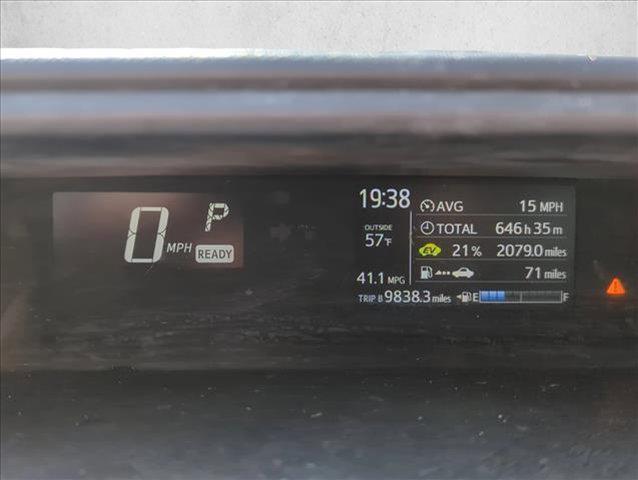 0 MPH P
READY
19:38
OUTSIDE
57°F
41.1 MPG
TRIP B 9838.3 miles
AVG 15 MPH
TOTAL 646 h 35 m
EV 21% 2079.0 miles
71 miles
E F